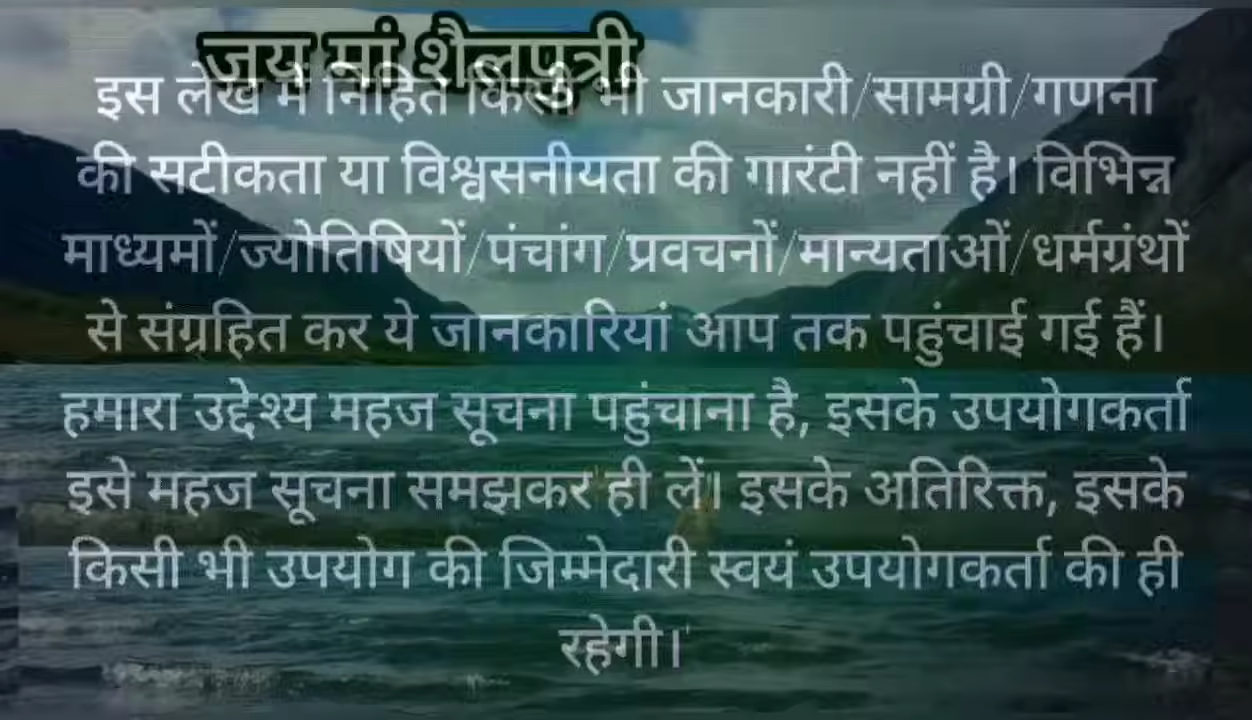 जय मां शैलपुत्री
इस लेख में निहित किसी भी जानकारी/सामग्री/गणना
की सटीकता या विश्वसनीयता की गारंटी नहीं है। विभिन्न
माध्यमों/ज्योतिषियों/पंचांग/प्रवचनों/मान्यताओं/धर्मग्रंथों
से संग्रहित कर ये जानकारियां आप तक पहुंचाई गई हैं।
हमारा उद्देश्य महज सूचना पहुंचाना है, इसके उपयोगकर्ता
इसे महज सूचना समझकर ही लें। इसके अतिरिक्त, इसके
किसी भी उपयोग की जिम्मेदारी स्वयं उपयोगकर्ता की ही
रहेगी।'